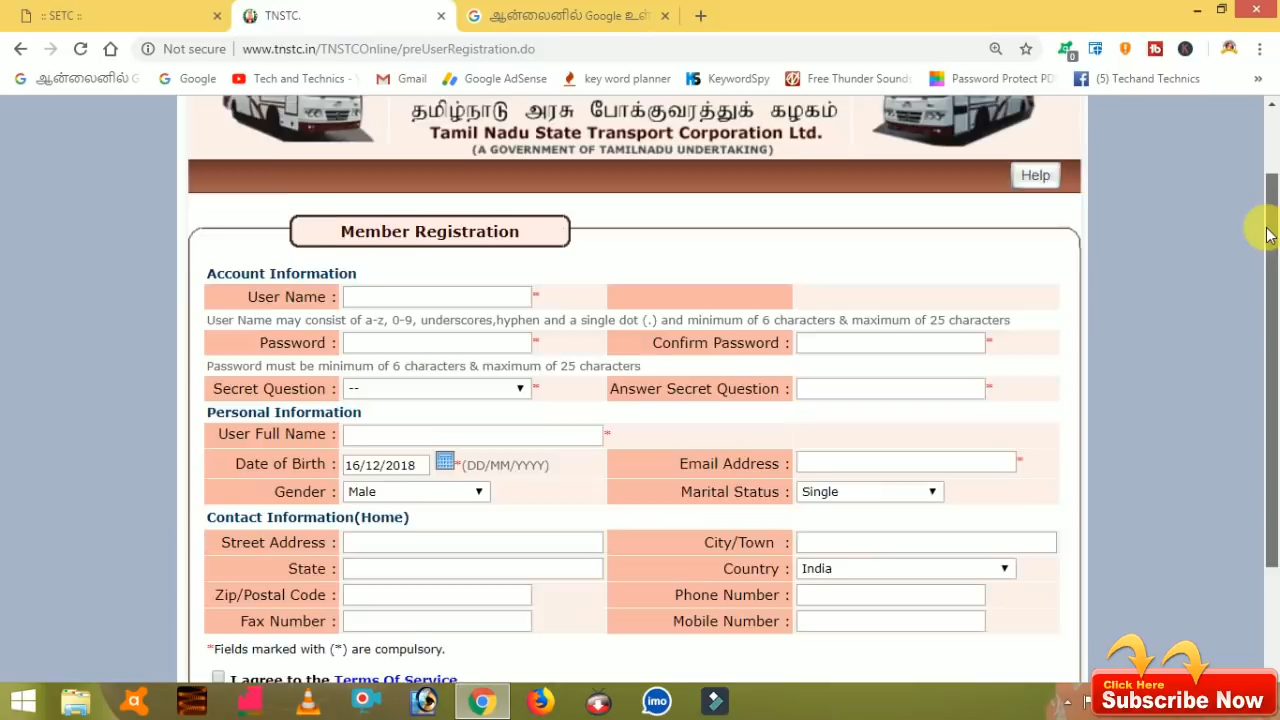 :: SETC ::
TNSTC.
ஆன்லைனில் Google உள்
Not secure
www.tnstc.in/TNSTCOnline/preUserRegistration.do
0
ஆன்லைனில் G
Google
Tech and Technics -
Gmail
Google AdSense
key word planner
KeywordSpy
Free Thunder Sound
Password Protect PD
(5) Techand Technics
»
தமிழ்நாடு அரசு போக்குவரத்துக் கழகம்
Tamil Nadu State Transport Corporation Ltd.
(A GOVERNMENT OF TAMILNADU UNDERTAKING)
Help
Member Registration
Account Information
User Name : *
User Name may consist of a-z, 0-9, underscores,hyphen and a single dot (.) and minimum of 6 characters & maximum of 25 characters
Password : * Confirm Password : *
Password must be minimum of 6 characters & maximum of 25 characters
Secret Question : -- * Answer Secret Question : *
Personal Information
User Full Name : *
Date of Birth : 16/12/2018 *(DD/MM/YYYY) Email Address : *
Gender : Male Marital Status : Single
Contact Information(Home)
Street Address : City/Town :
State : Country : India
Zip/Postal Code : Phone Number :
Fax Number : Mobile Number :
*Fields marked with (*) are compulsory.
I agree to the Terms Of Service
Click Here
Subscribe Now
imo